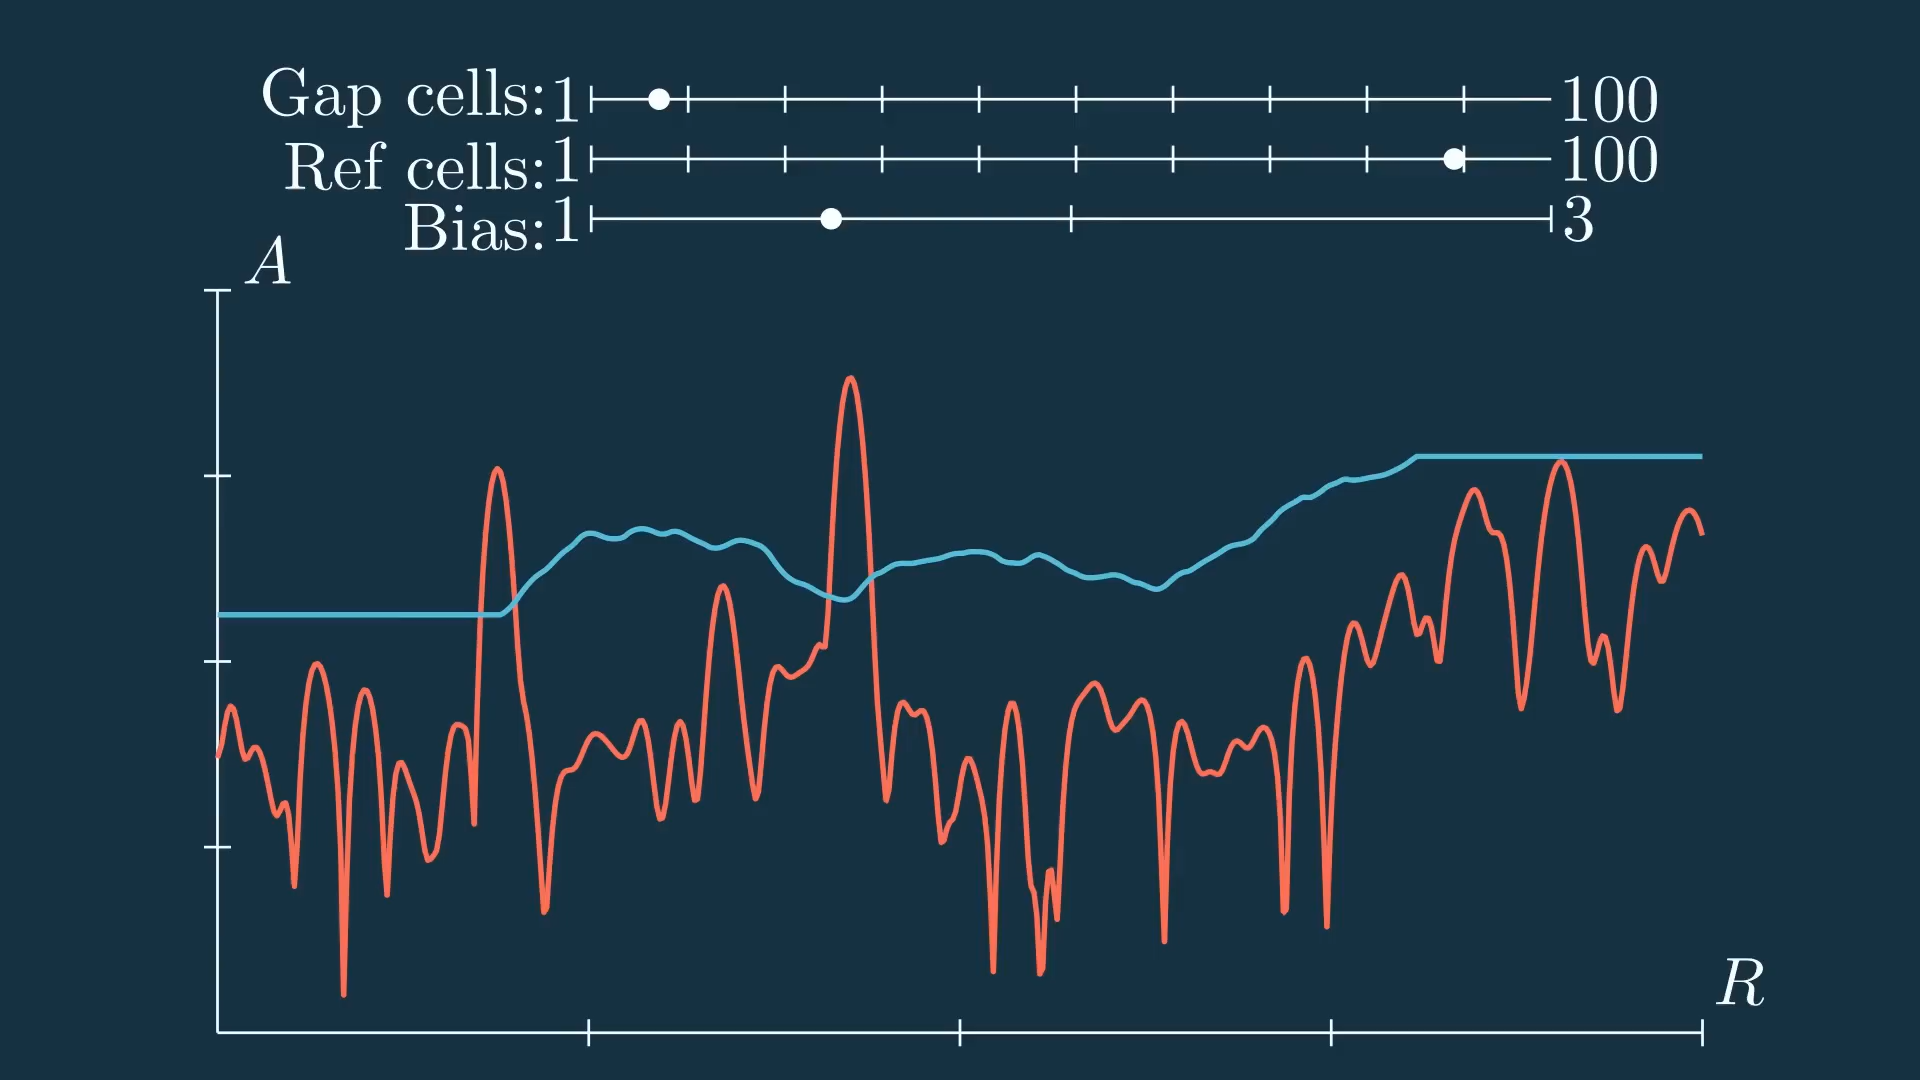 Gap cells: 1 100
Ref cells: 1 100
Bias: 1 3
A
R